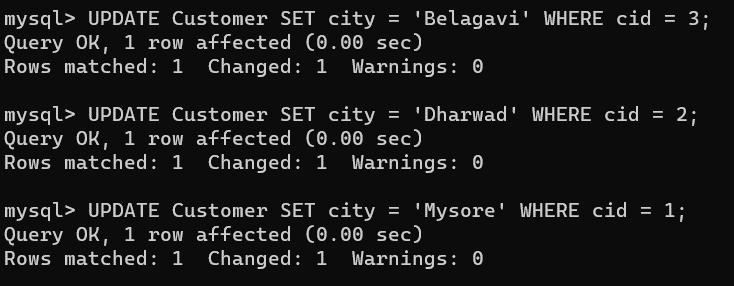 mysql> UPDATE Customer SET city = 'Belagavi' WHERE cid = 3;
Query OK, 1 row affected (0.00 sec)
Rows matched: 1  Changed: 1  Warnings: 0

mysql> UPDATE Customer SET city = 'Dharwad' WHERE cid = 2;
Query OK, 1 row affected (0.00 sec)
Rows matched: 1  Changed: 1  Warnings: 0

mysql> UPDATE Customer SET city = 'Mysore' WHERE cid = 1;
Query OK, 1 row affected (0.00 sec)
Rows matched: 1  Changed: 1  Warnings: 0